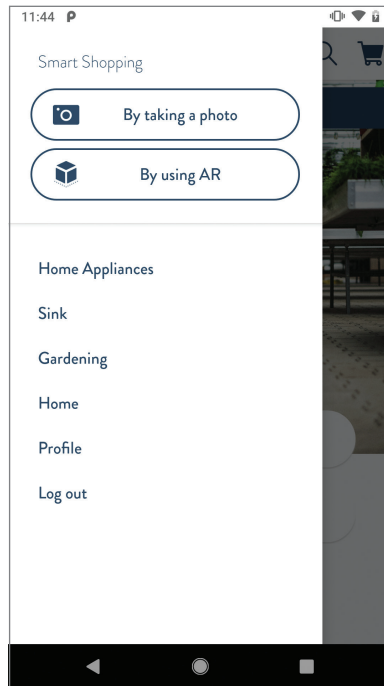 11:44 P
Smart Shopping
By taking a photo
By using AR
Home Appliances
Sink
Gardening
Home
Profile
Log out